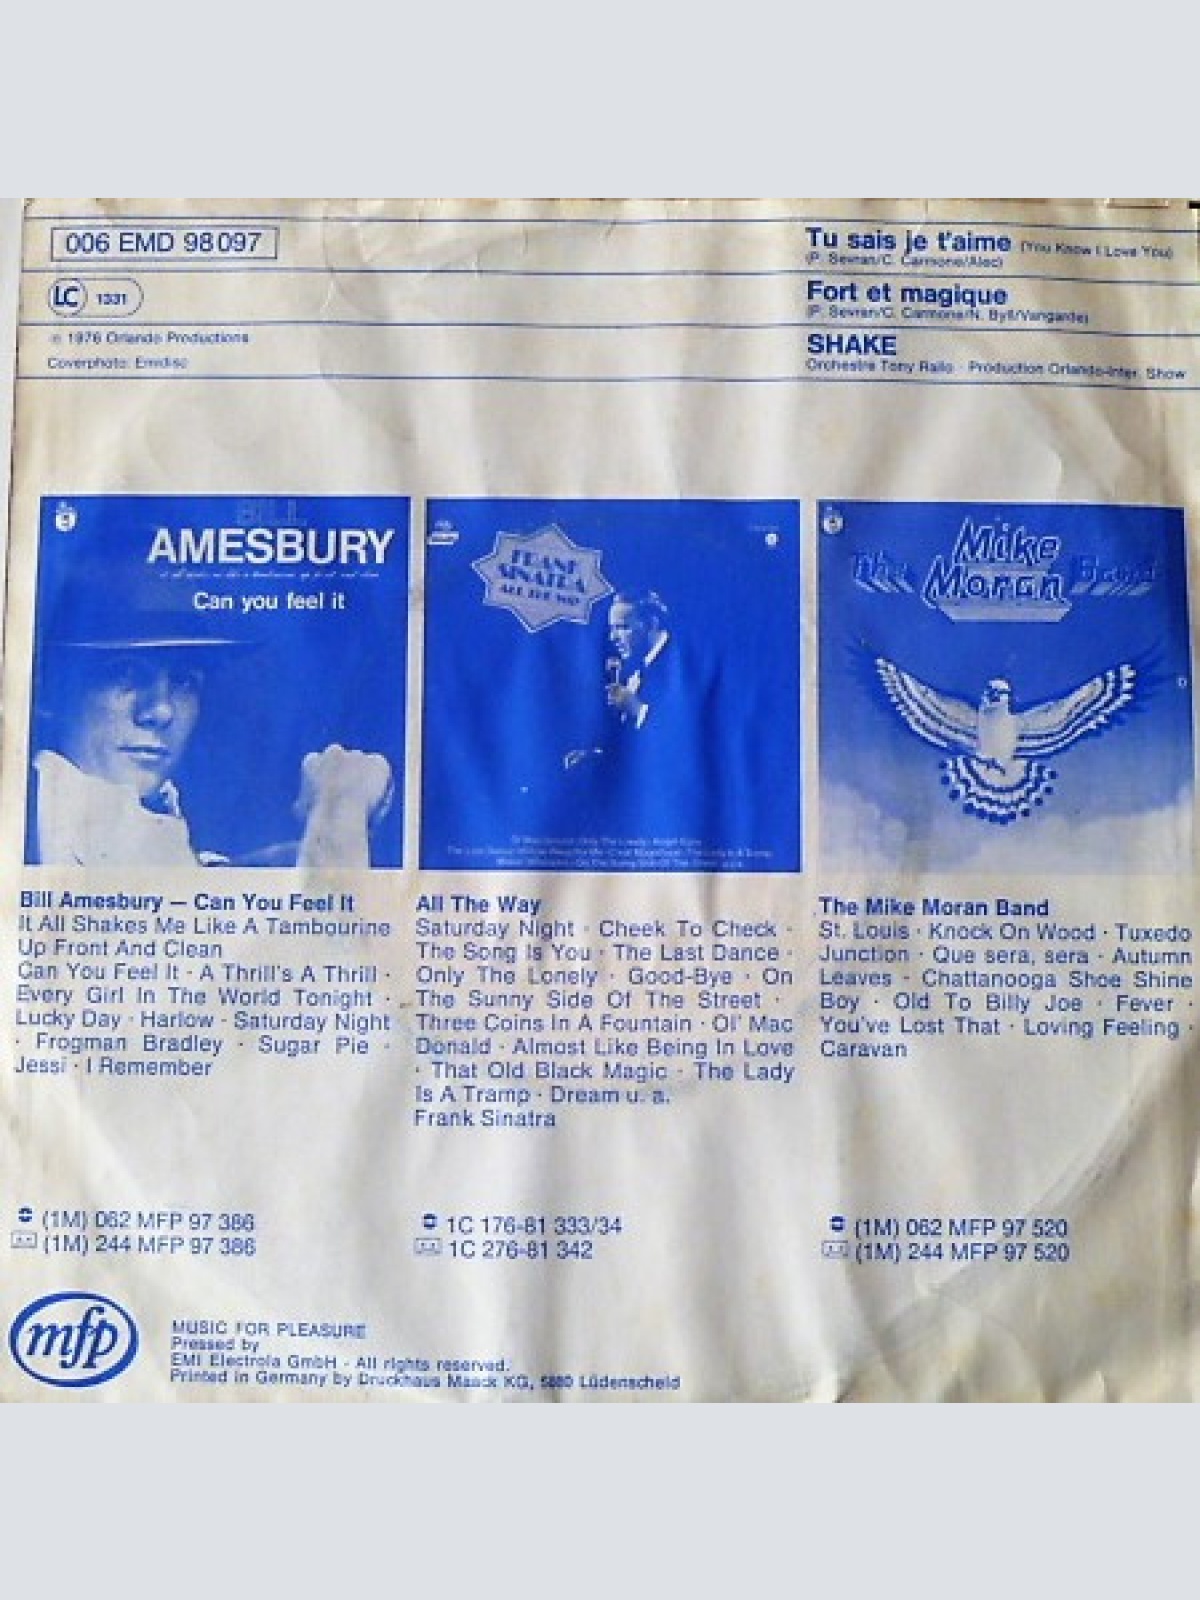 006 EMD 98 097
LC 1331
℗ 1976 Orlando Productions
Coverphoto: Emidisc
Tu sais je t'aime (You Know I Love You)
(P. Sevran/C. Carmone/Alec)
Fort et magique
(P. Sevran/C. Carmone/N. Byll/Vangarde)
SHAKE
Orchestre Tony Rallo · Production Orlando-Inter. Show
BILL
AMESBURY
Can you feel it
FRANK
SINATRA
ALL THE WAY
The Mike Moran Band
Bill Amesbury – Can You Feel It
It All Shakes Me Like A Tambourine
Up Front And Clean
Can You Feel It · A Thrill's A Thrill ·
Every Girl In The World Tonight ·
Lucky Day · Harlow - Saturday Night
· Frogman Bradley · Sugar Pie ·
Jessi · I Remember
All The Way
Saturday Night · Cheek To Check ·
The Song Is You · The Last Dance ·
Only The Lonely · Good-Bye · On
The Sunny Side Of The Street ·
Three Coins In A Fountain · Ol' Mac
Donald · Almost Like Being In Love
· That Old Black Magic · The Lady
Is A Tramp · Dream u. a.
Frank Sinatra
The Mike Moran Band
St. Louis · Knock On Wood · Tuxedo
Junction · Que sera, sera · Autumn
Leaves · Chattanooga Shoe Shine
Boy · Old To Billy Joe · Fever ·
You've Lost That · Loving Feeling ·
Caravan
(1M) 062 MFP 97 386
(1M) 244 MFP 97 386
1C 176-81 333/34
1C 276-81 342
(1M) 062 MFP 97 520
(1M) 244 MFP 97 520
mfp
MUSIC FOR PLEASURE
Pressed by
EMI Electrola GmbH · All rights reserved.
Printed in Germany by Druckhaus Maack KG, 5880 Lüdenscheid